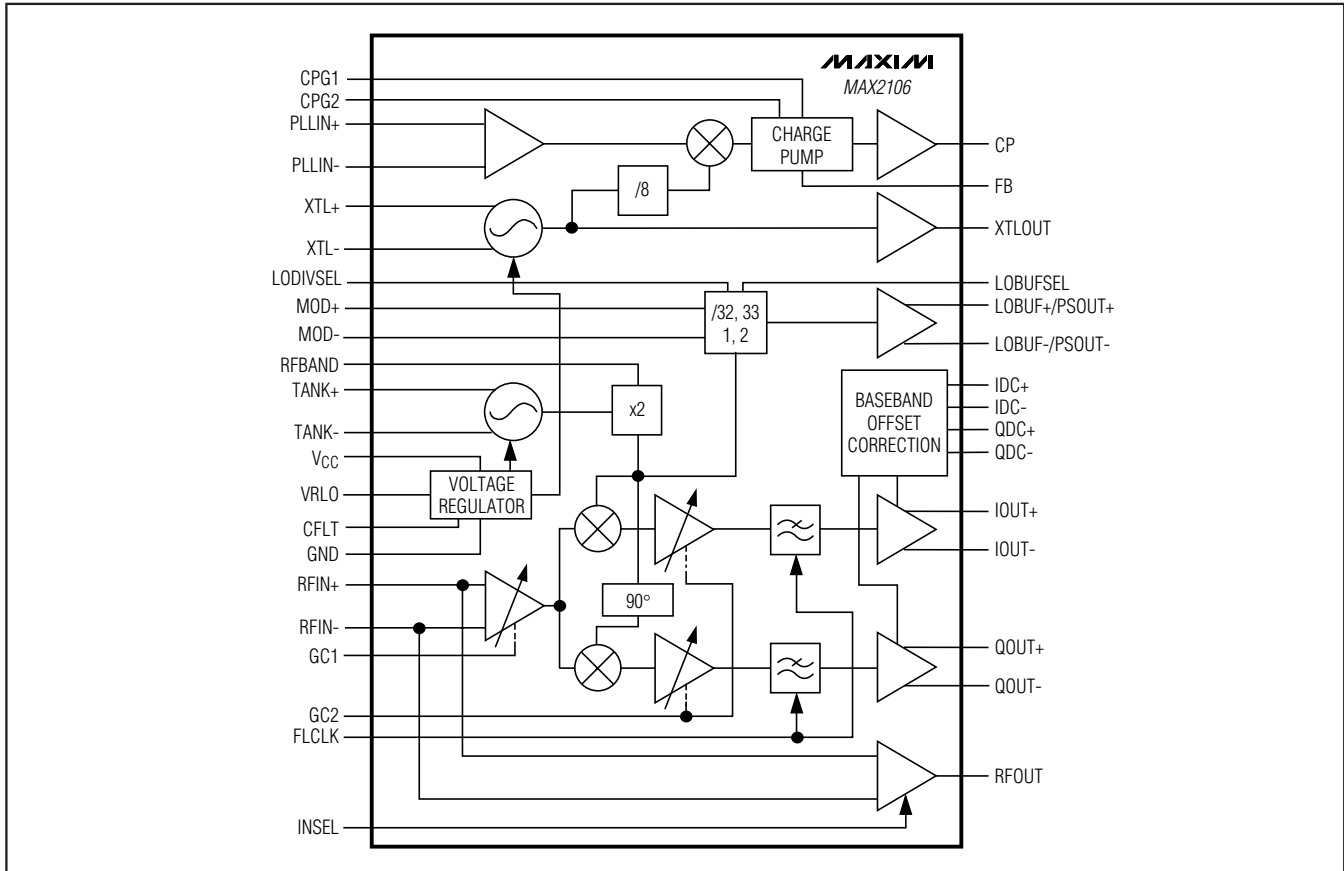 MAXIM
MAX2106
CPG1
CPG2
PLLIN+
PLLIN-
XTL+
XTL-
LODIVSEL
MOD+
MOD-
RFBAND
TANK+
TANK-
VCC
VRLO
CFLT
GND
RFIN+
RFIN-
GC1
GC2
FLCLK
INSEL
CHARGE
PUMP
/8
/32, 33
1, 2
x2
VOLTAGE
REGULATOR
90°
BASEBAND
OFFSET
CORRECTION
CP
FB
XTLOUT
LOBUFSEL
LOBUF+/PSOUT+
LOBUF-/PSOUT-
IDC+
IDC-
QDC+
QDC-
IOUT+
IOUT-
QOUT+
QOUT-
RFOUT